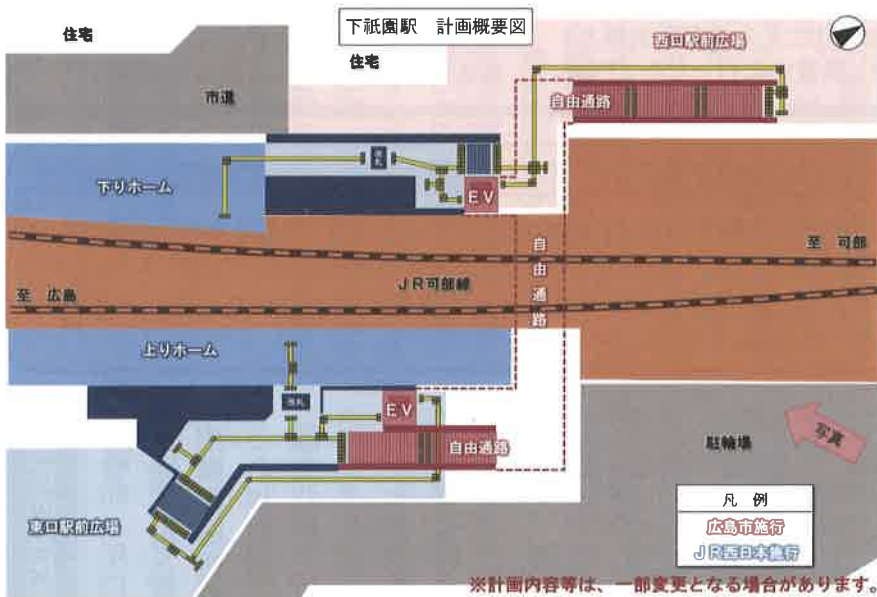 下祇園駅 計画概要図
住宅
住宅
西口駅前広場
市道
自由通路
改札
下りホーム
EV
自由通路
至 可部
JR可部線
至 広島
上りホーム
改札
EV
自由通路
駐輪場
写真
東口駅前広場
凡 例
広島市施行
JR西日本施行
※計画内容等は、一部変更となる場合があります。